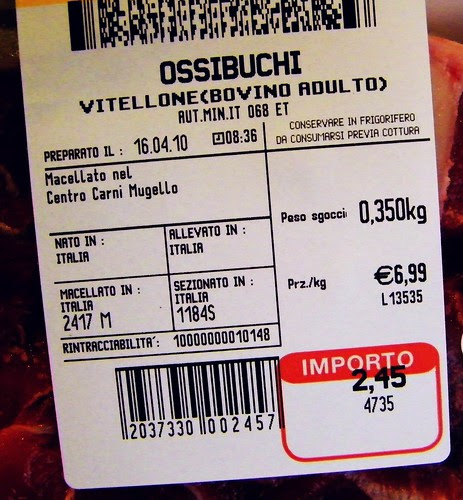 OSSIBUCHI
VITELLONE(BOVINO ADULTO)
AUT.MIN.IT 068 ET
PREPARATO IL : 16.04.10 08:36
CONSERVARE IN FRIGORIFERO
DA CONSUMARSI PREVIA COTTURA
Macellato nel
Centro Carni Mugello
Peso sgocci: 0,350kg
NATO IN :
ITALIA
ALLEVATO IN :
ITALIA
MACELLATO IN :
ITALIA
2417 M
SEZIONATO IN :
ITALIA
1184S
Prz./kg €6,99
L13535
RINTRACCIABILITA': 10000000010148
IMPORTO
2,45
4735
2037330 002457